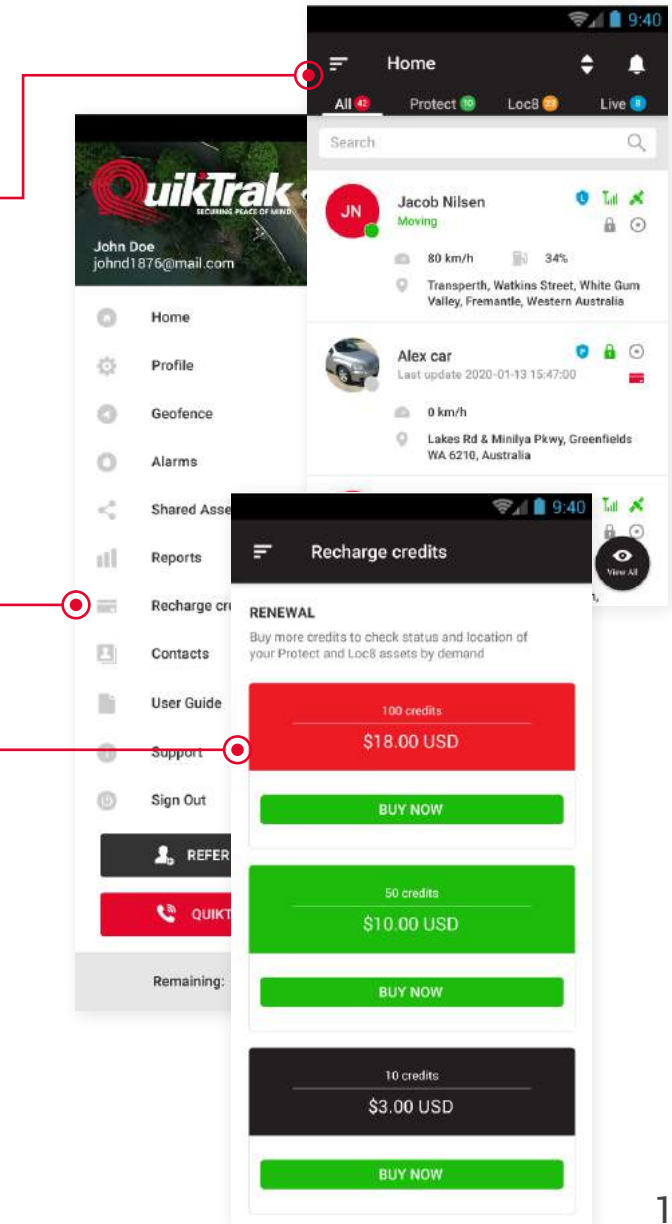 9:40
Home
All 42
Protect 10
Loc8 23
Live 8
Search
JN
Jacob Nilsen
Moving
80 km/h
34%
Transperth, Watkins Street, White Gum
Valley, Fremantle, Western Australia
Alex car
Last update 2020-01-13 15:47:00
0 km/h
Lakes Rd & Minilya Pkwy, Greenfields
WA 6210, Australia
View All
QuikTrak
SECURING PEACE OF MIND
John Doe
johnd1876@mail.com
Home
Profile
Geofence
Alarms
Shared Asse
Reports
Recharge cr
Contacts
User Guide
Support
Sign Out
REFER
QUIKT
Remaining:
9:40
Recharge credits
RENEWAL
Buy more credits to check status and location of
your Protect and Loc8 assets by demand
100 credits
$18.00 USD
BUY NOW
50 credits
$10.00 USD
BUY NOW
10 credits
$3.00 USD
BUY NOW
1